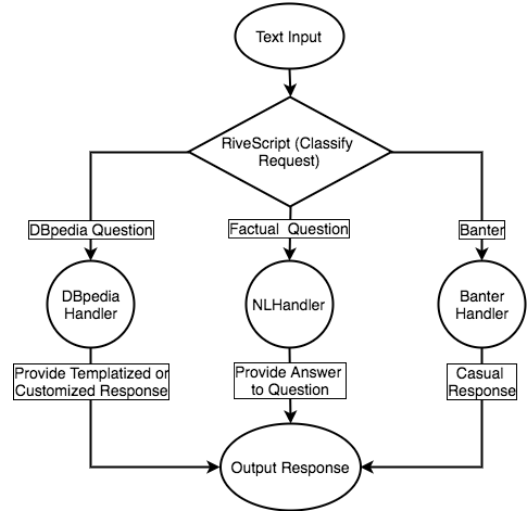 Text Input
RiveScript (Classify
Request)
DBpedia Question
Factual Question
Banter
DBpedia
Handler
NLHandler
Banter
Handler
Provide Templatized or
Customized Response
Provide Answer
to Question
Casual
Response
Output Response